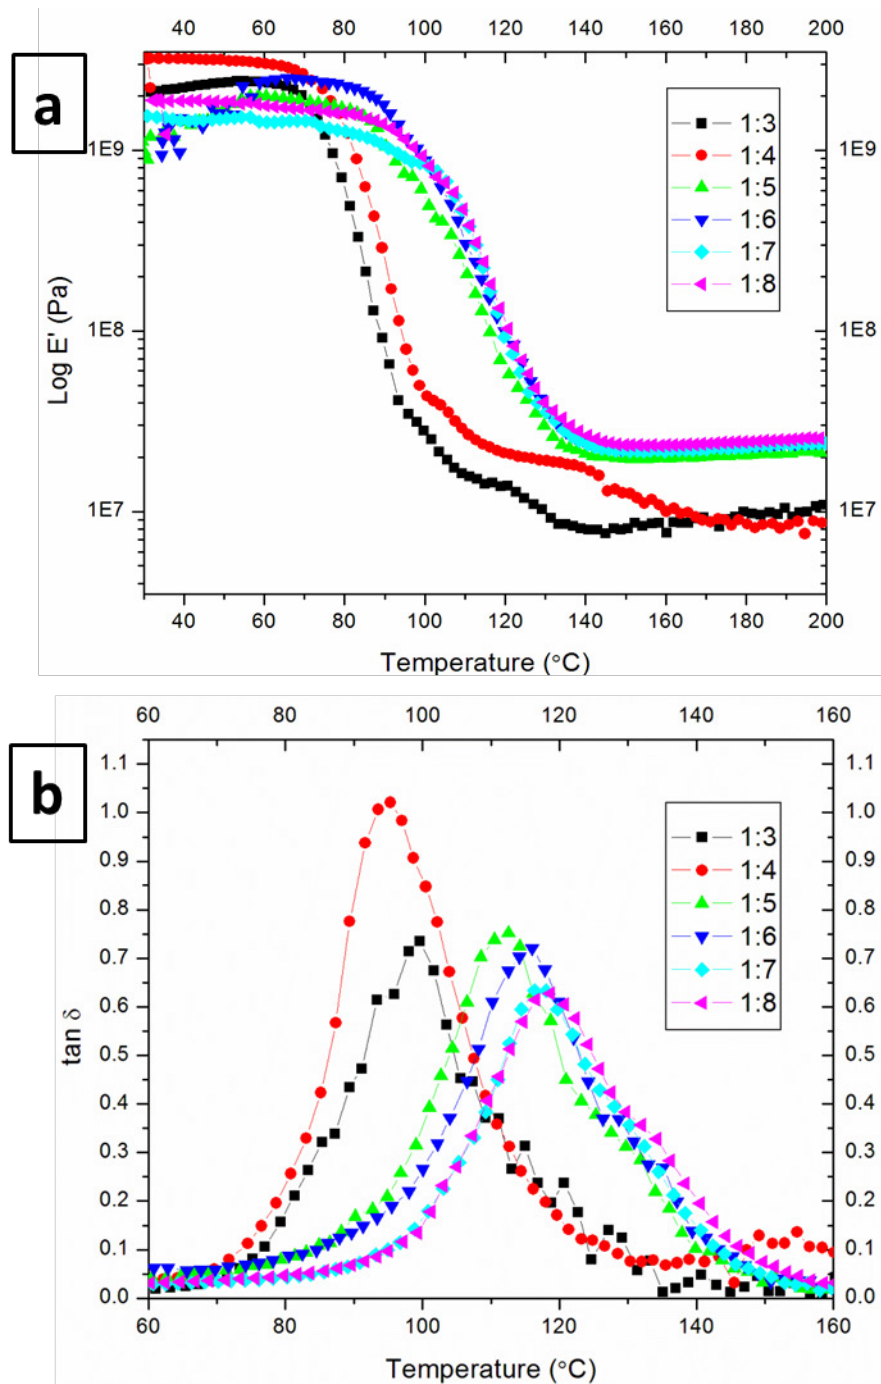 40 60 80 100 120 140 160 180 200
a
1E9 1E9
1:3
1:4
1:5
1:6
1:7
1:8
Log E' (Pa)
1E8 1E8
1E7 1E7
40 60 80 100 120 140 160 180 200
Temperature (°C)
60 80 100 120 140 160
b
1.1 1.1
1.0 1.0
0.9 0.9
0.8 0.8
0.7 0.7
0.6 0.6
0.5 0.5
0.4 0.4
0.3 0.3
0.2 0.2
0.1 0.1
0.0 0.0
1:3
1:4
1:5
1:6
1:7
1:8
tan δ
60 80 100 120 140 160
Temperature (°C)